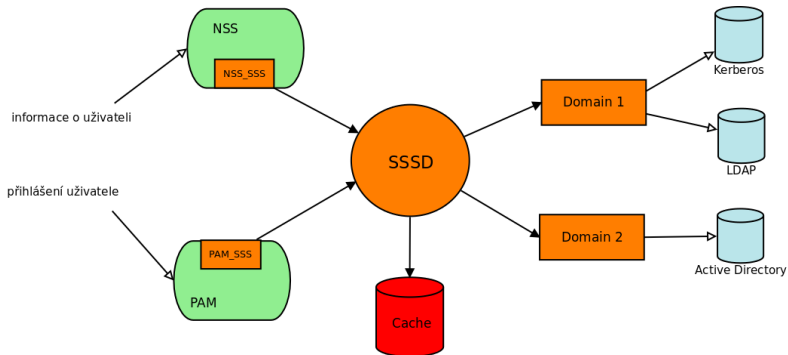 NSS
NSS_SSS
informace o uživateli
přihlášení uživatele
PAM_SSS
PAM
SSSD
Cache
Domain 1
Domain 2
Kerberos
LDAP
Active Directory